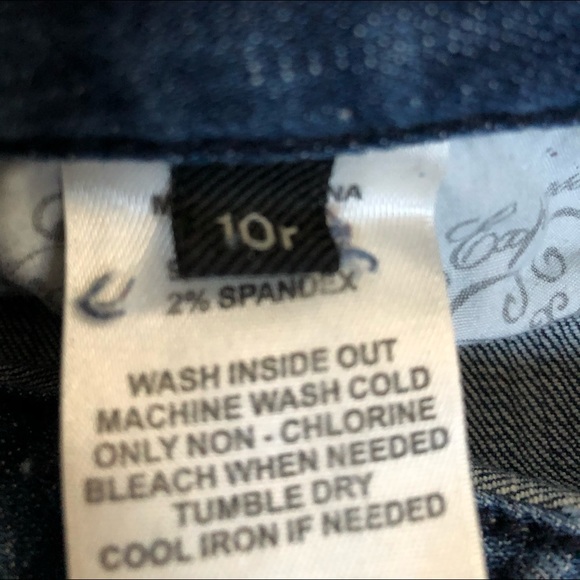 10r
2% SPANDEX
WASH INSIDE OUT
MACHINE WASH COLD
ONLY NON - CHLORINE
BLEACH WHEN NEEDED
TUMBLE DRY
COOL IRON IF NEEDED